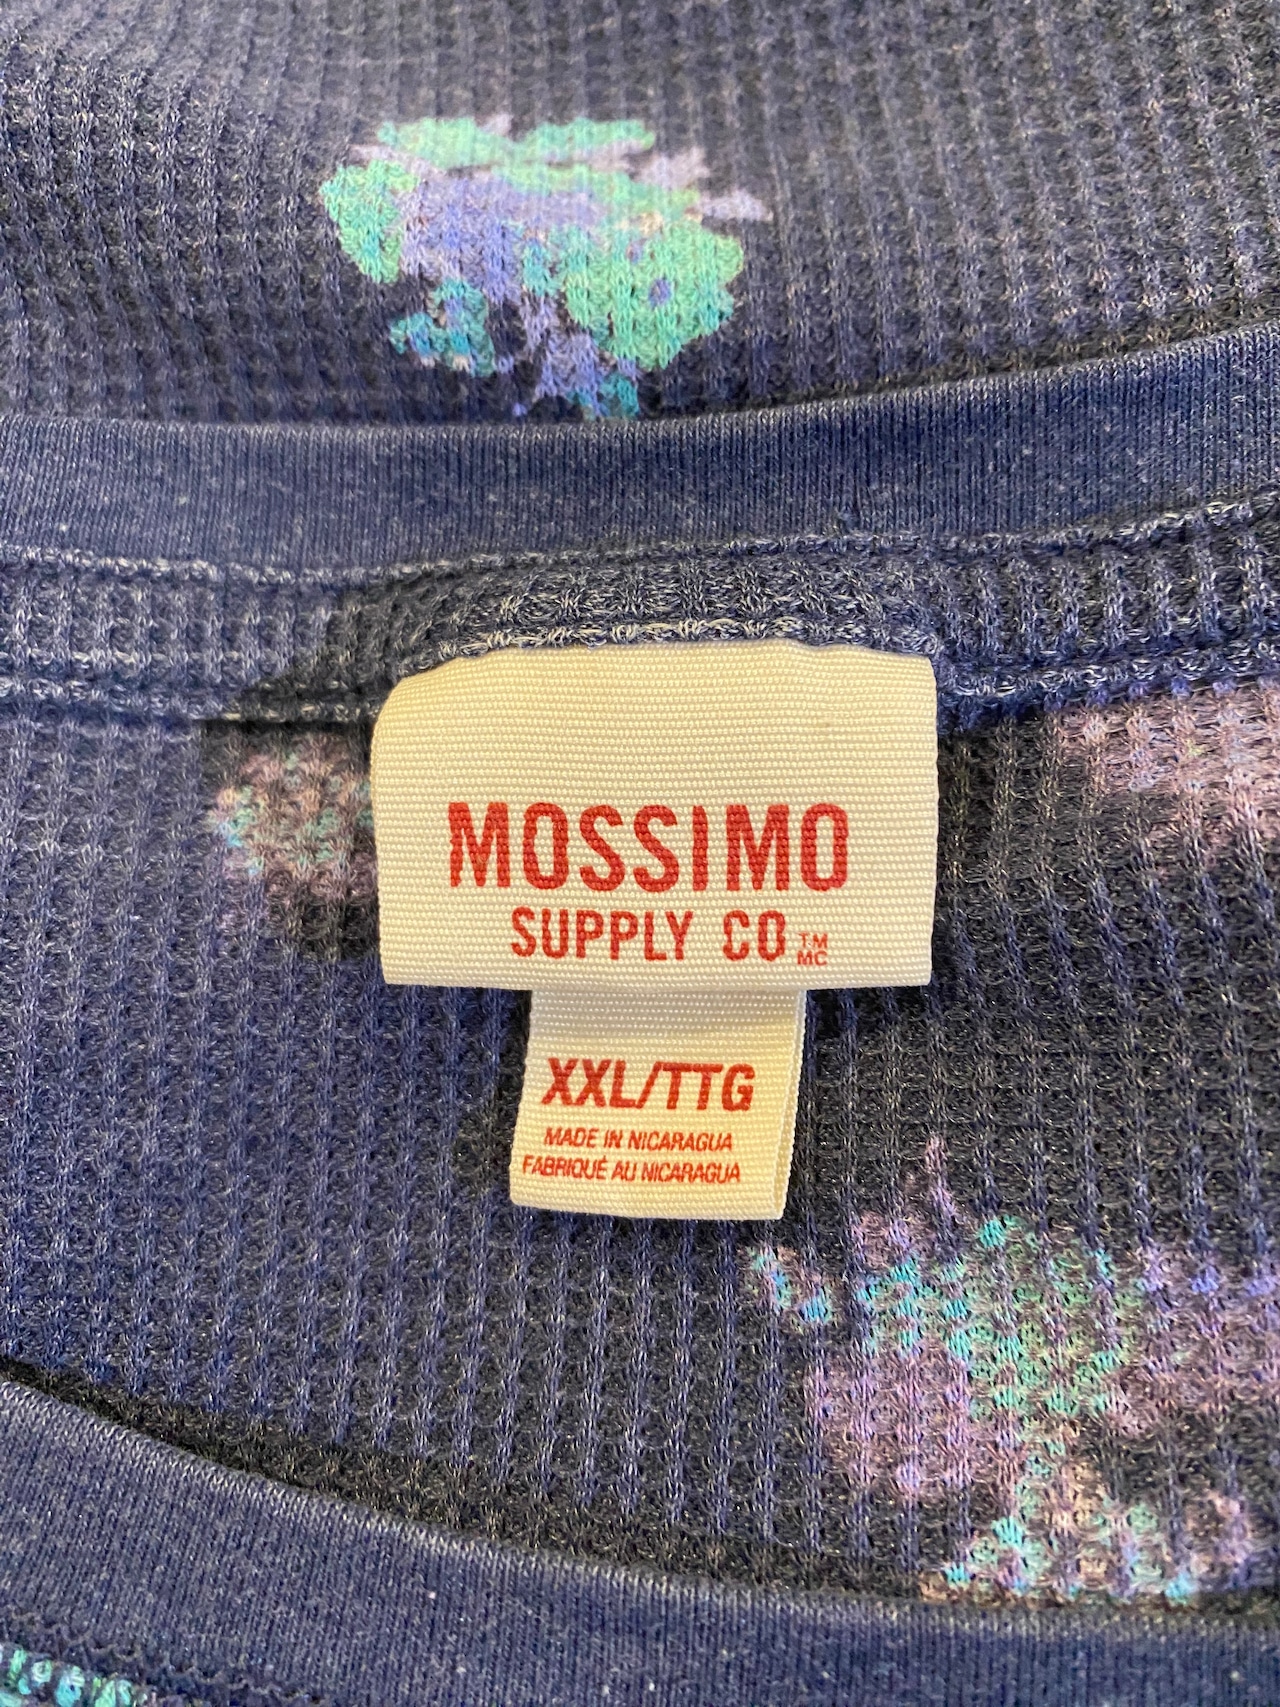 MOSSIMO
SUPPLY CO TM
MC
XXL/TTG
MADE IN NICARAGUA
FABRIQUÉ AU NICARAGUA